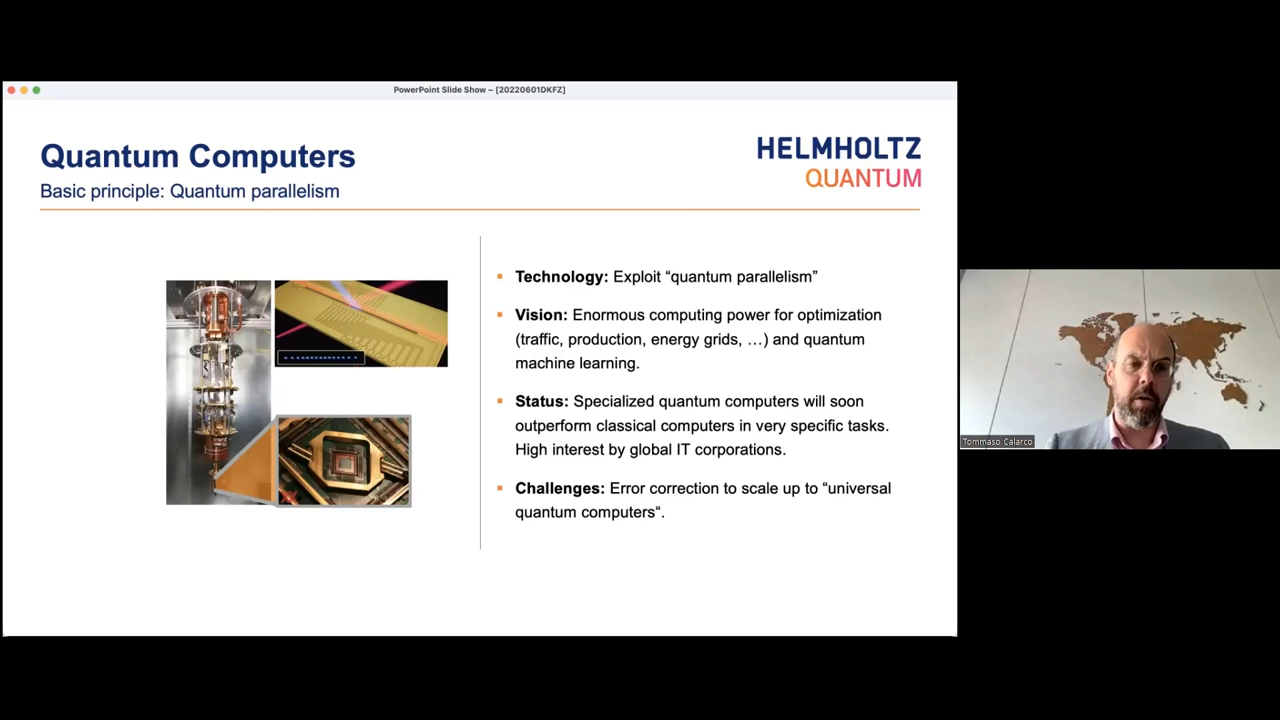 PowerPoint Slide Show – [20220601DKFZ]
Quantum Computers
Basic principle: Quantum parallelism
HELMHOLTZ
QUANTUM
▪ Technology: Exploit “quantum parallelism”
▪ Vision: Enormous computing power for optimization
(traffic, production, energy grids, …) and quantum
machine learning.
▪ Status: Specialized quantum computers will soon
outperform classical computers in very specific tasks.
High interest by global IT corporations.
▪ Challenges: Error correction to scale up to “universal
quantum computers“.
Tommaso Calarco